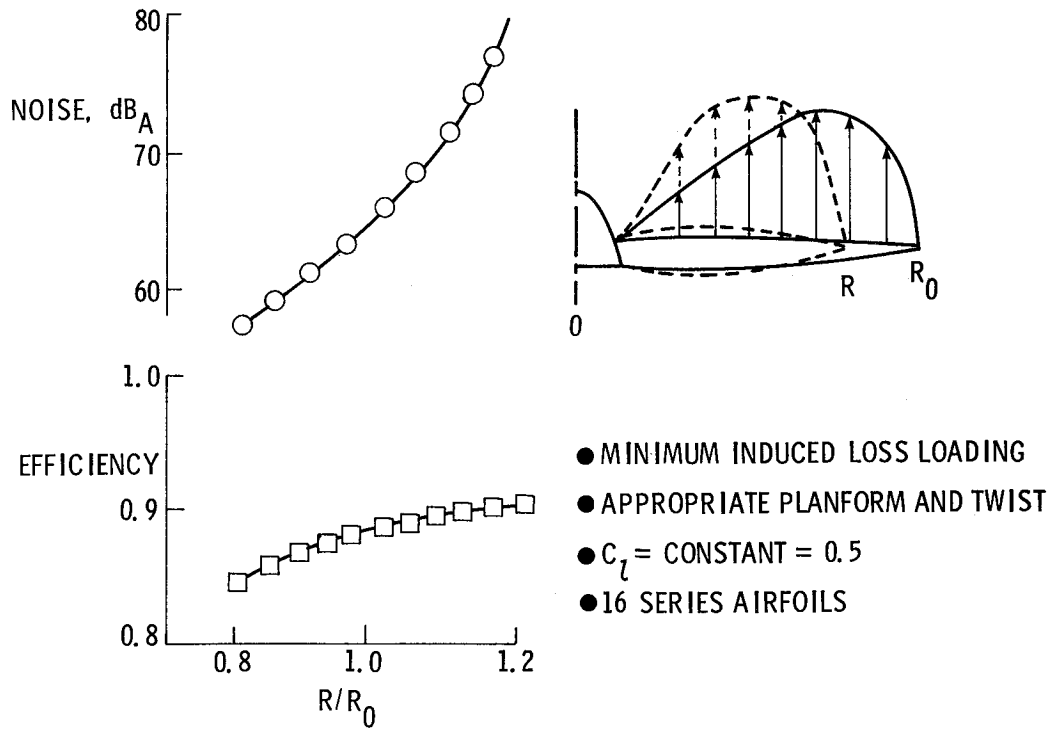 80
NOISE, dBA
70
60
0
R
R0
1.0
EFFICIENCY
0.9
0.8
0.8
1.0
1.2
R/R0
● MINIMUM INDUCED LOSS LOADING
● APPROPRIATE PLANFORM AND TWIST
● Cl = CONSTANT = 0.5
● 16 SERIES AIRFOILS